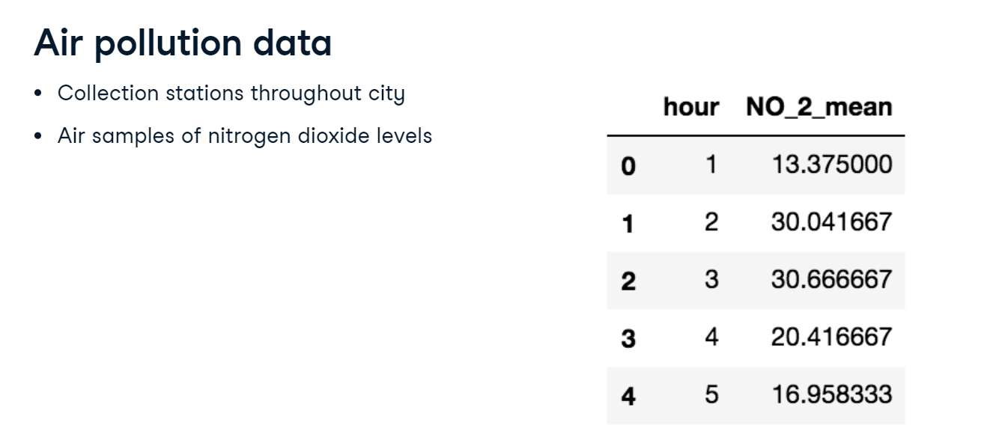 Air pollution data
• Collection stations throughout city
• Air samples of nitrogen dioxide levels
hour NO_2_mean
0 1 13.375000
1 2 30.041667
2 3 30.666667
3 4 20.416667
4 5 16.958333